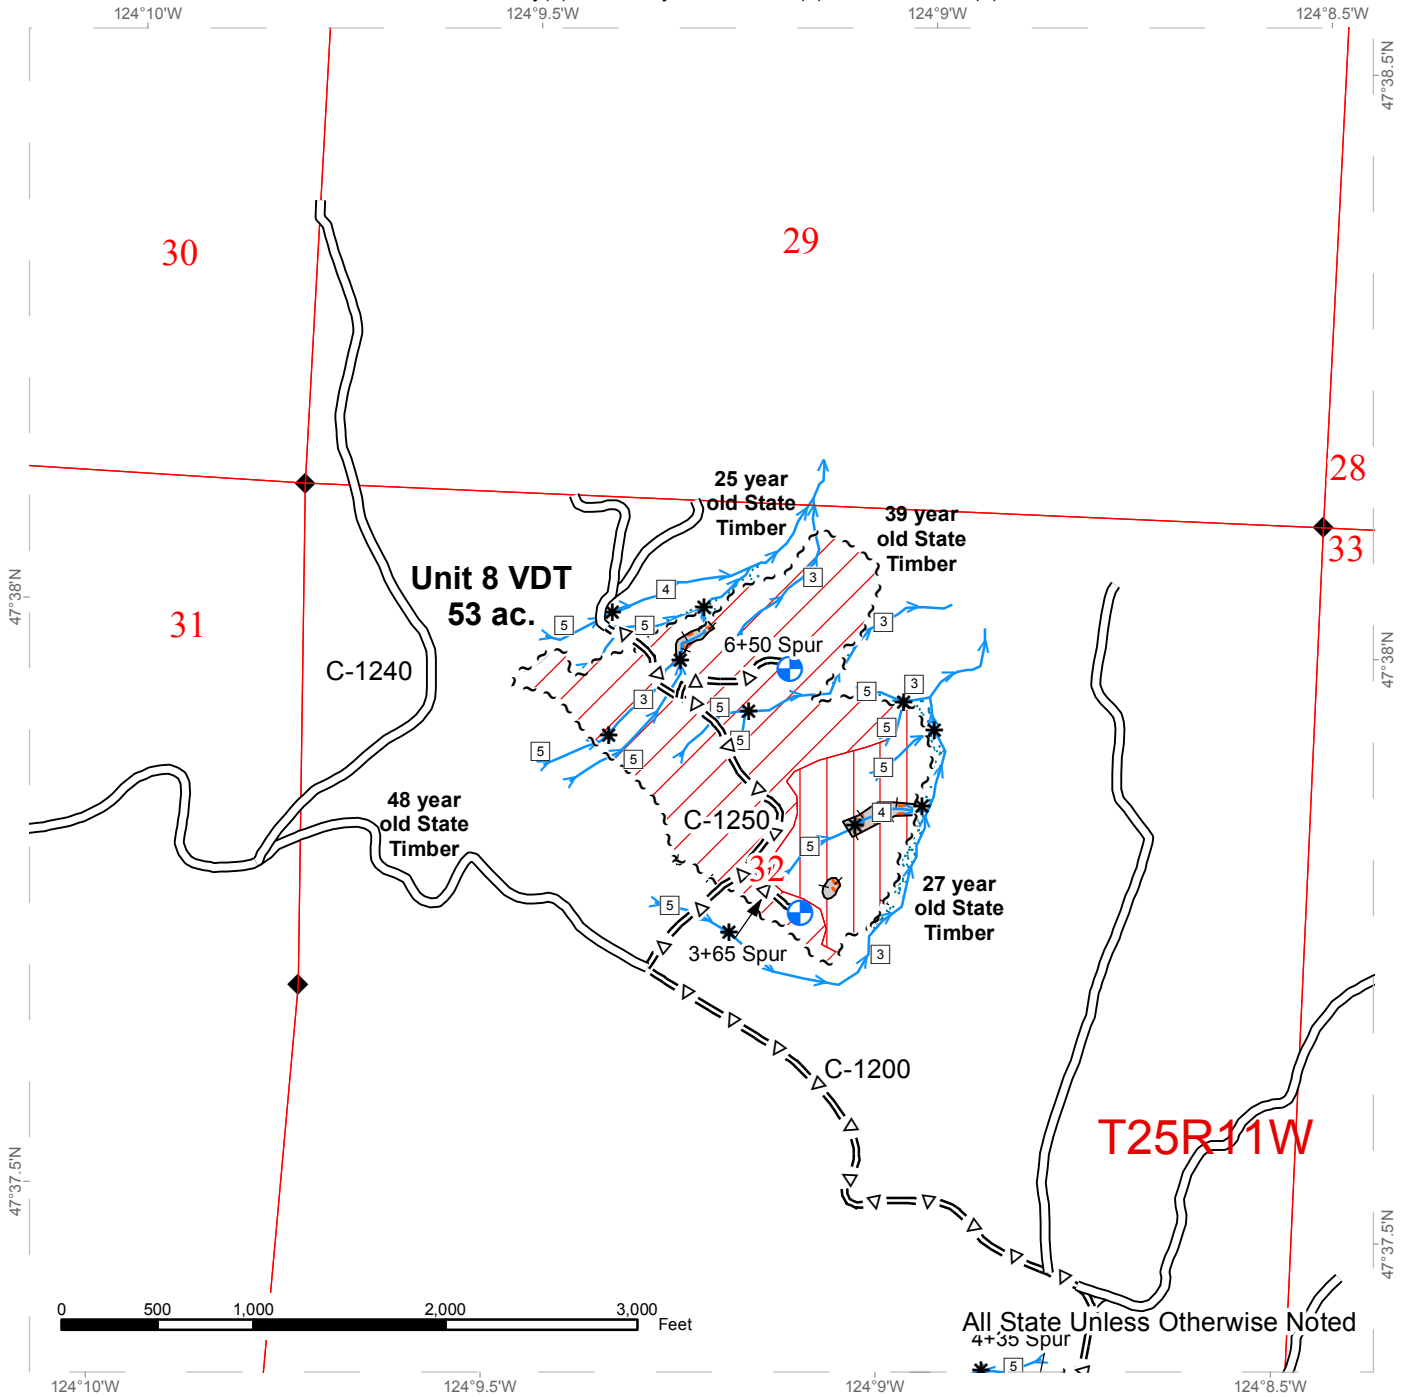 124°10'W
124°9.5'W
124°9'W
124°8.5'W
47°38.5'N
30
29
28
25 year
old State
Timber
39 year
old State
Timber
33
Unit 8 VDT
53 ac.
47°38'N
31
4
3
5
5
3
6+50 Spur
47°38'N
C-1240
3
5
3
5
5
5
5
5
5
48 year
old State
Timber
C-1250
4
5
32
27 year
old State
Timber
5
3+65 Spur
3
C-1200
T25R11W
47°37.5'N
47°37.5'N
0 500 1,000 2,000 3,000
Feet
All State Unless Otherwise Noted
4+35 Spur
5
124°10'W
124°9.5'W
124°9'W
124°8.5'W